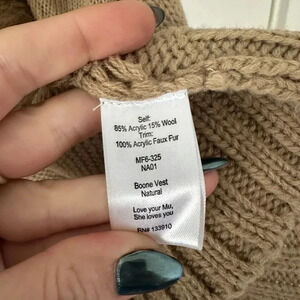 Self:
85% Acrylic 15% Wool
Trim:
100% Acrylic Faux Fur
MF6-325
NA01
Boone Vest
Natural
Love your Mu,
She loves you
RN# 133910